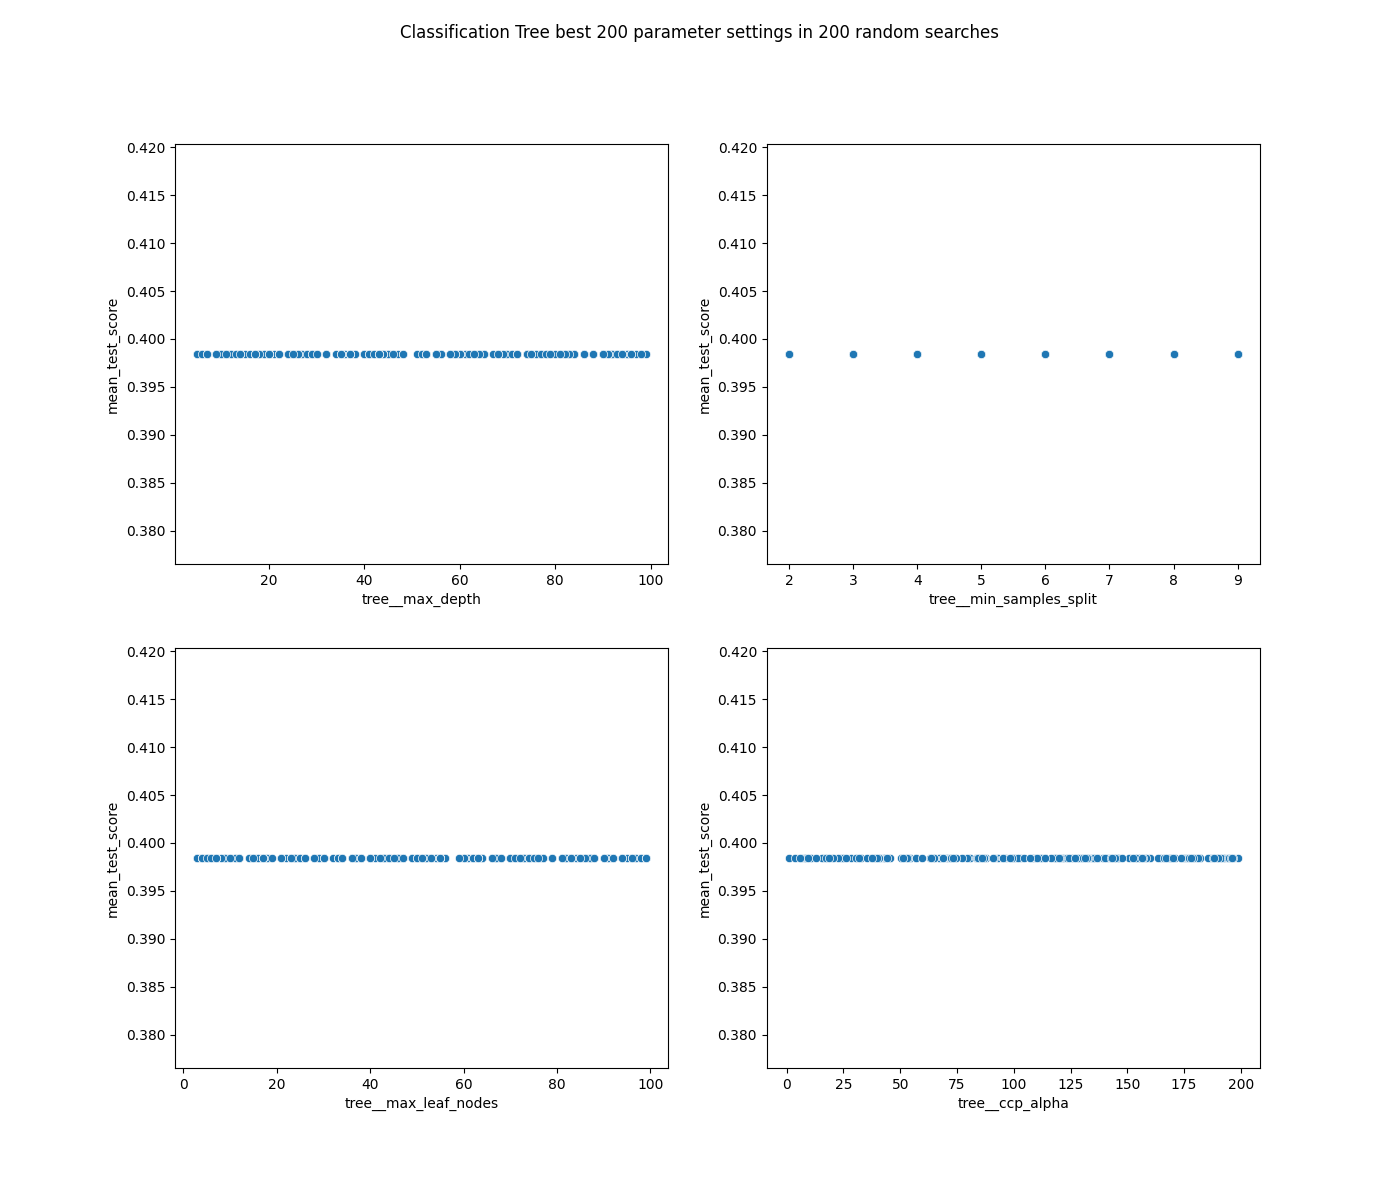 Classification Tree best 200 parameter settings in 200 random searches
0.420
0.415
0.410
0.405
0.400
0.395
0.390
0.385
0.380
mean_test_score
20 40 60 80 100
tree__max_depth
0.420
0.415
0.410
0.405
0.400
0.395
0.390
0.385
0.380
mean_test_score
2 3 4 5 6 7 8 9
tree__min_samples_split
0.420
0.415
0.410
0.405
0.400
0.395
0.390
0.385
0.380
mean_test_score
0 20 40 60 80 100
tree__max_leaf_nodes
0.420
0.415
0.410
0.405
0.400
0.395
0.390
0.385
0.380
mean_test_score
0 25 50 75 100 125 150 175 200
tree__ccp_alpha